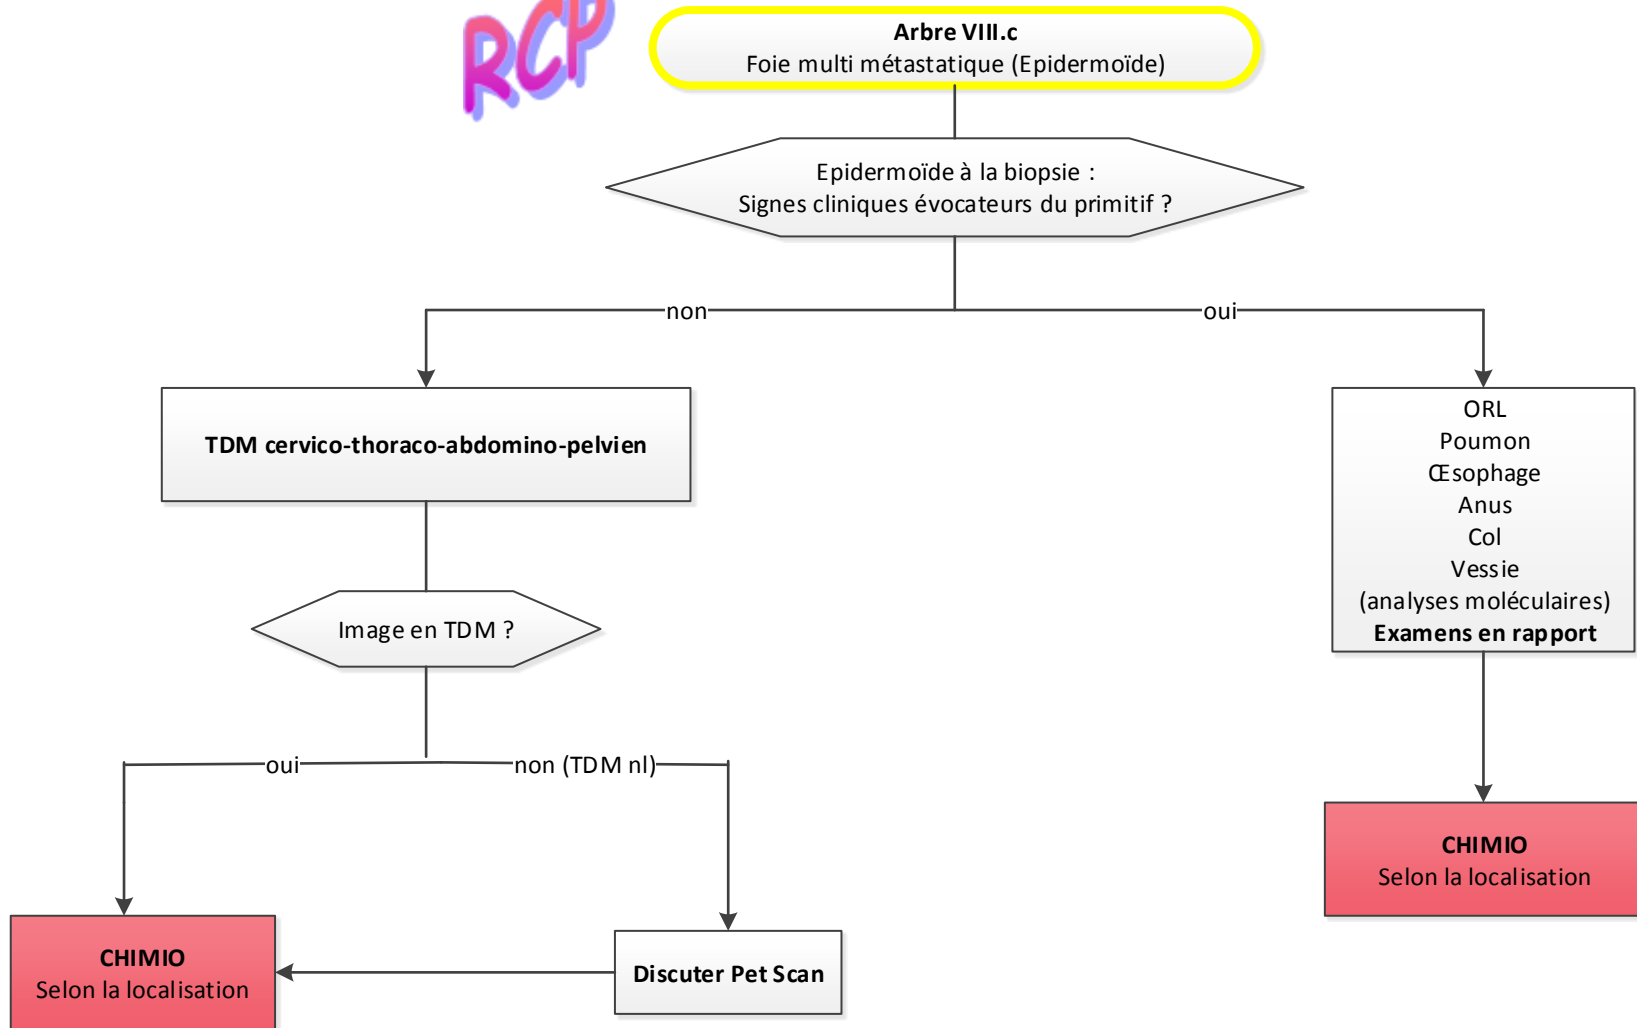 RCP
Arbre VIII.c
Foie multi métastatique (Epidermoïde)
Epidermoïde à la biopsie :
Signes cliniques évocateurs du primitif ?
non
oui
TDM cervico-thoraco-abdomino-pelvien
ORL
Poumon
Œsophage
Anus
Col
Vessie
(analyses moléculaires)
Examens en rapport
Image en TDM ?
oui
non (TDM nl)
CHIMIO
Selon la localisation
CHIMIO
Selon la localisation
Discuter Pet Scan